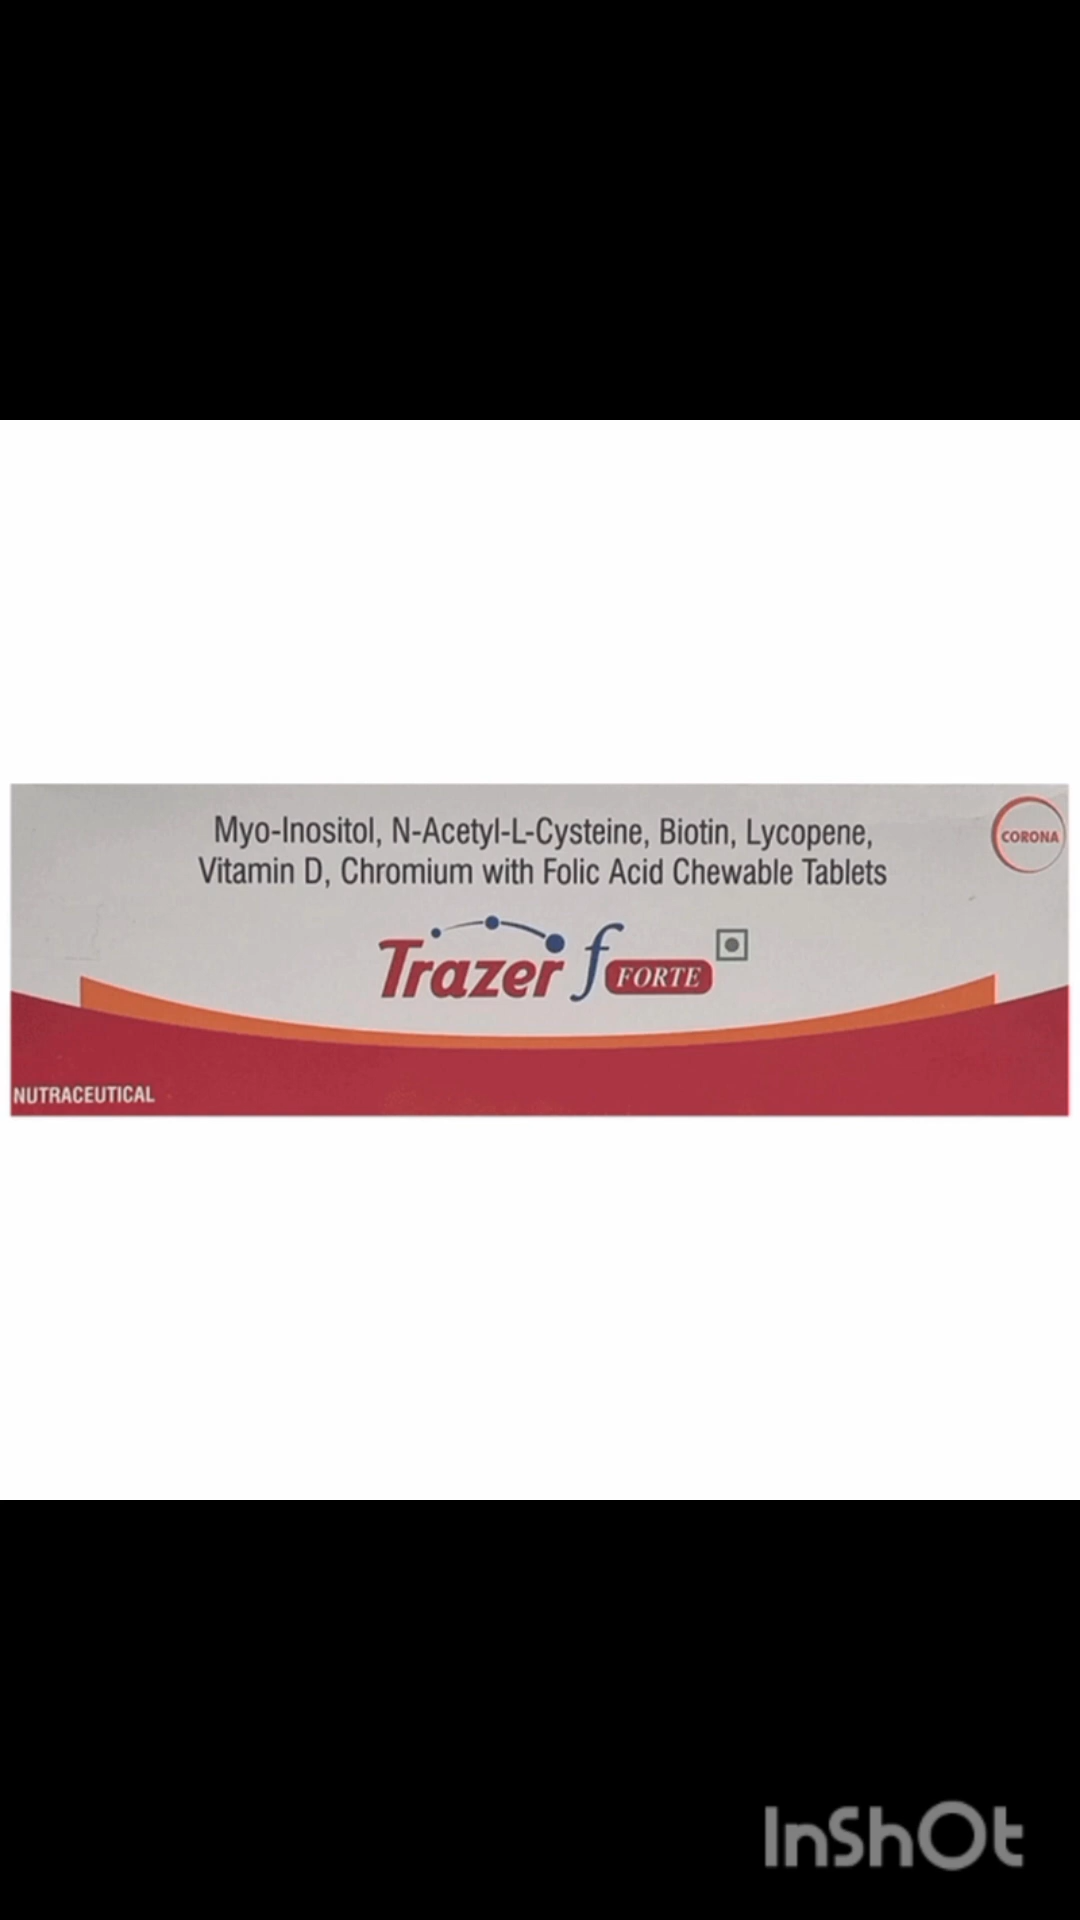 Myo-Inositol, N-Acetyl-L-Cysteine, Biotin, Lycopene,
Vitamin D, Chromium with Folic Acid Chewable Tablets
CORONA
Trazer f FORTE
NUTRACEUTICAL
InShOt